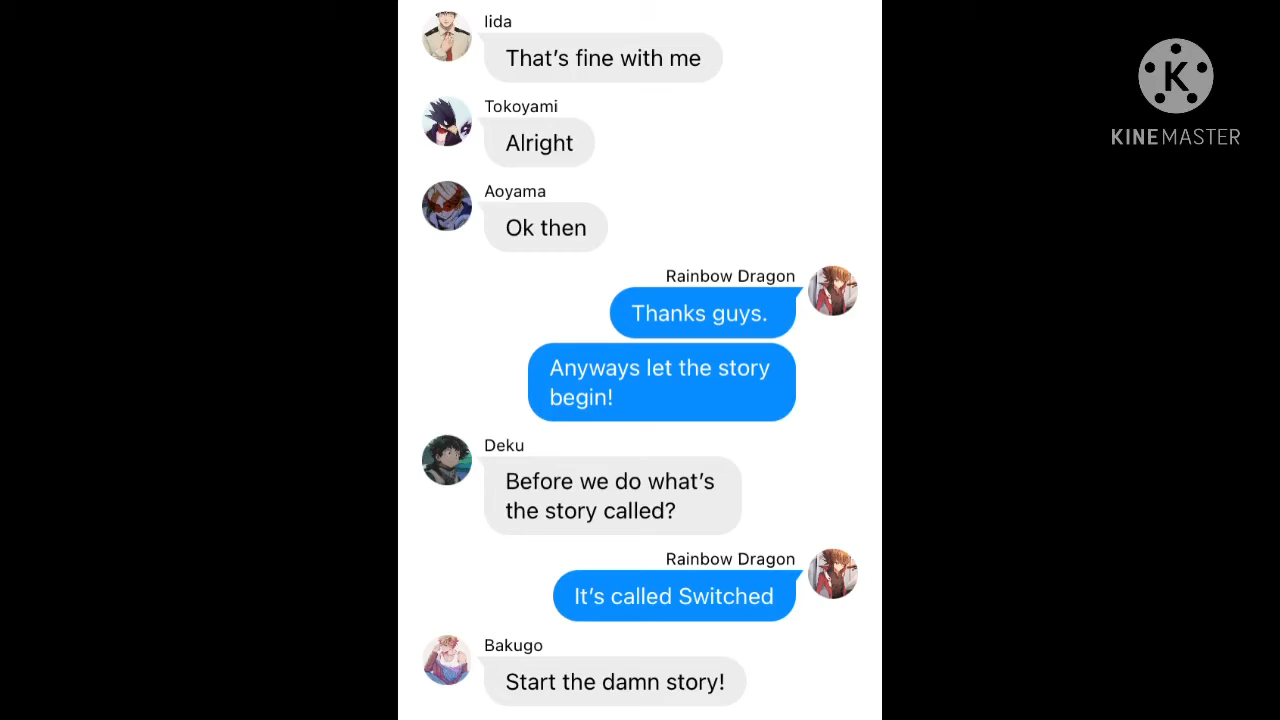 Iida
That's fine with me
Tokoyami
Alright
Aoyama
Ok then
Rainbow Dragon
Thanks guys.
Anyways let the story
begin!
Deku
Before we do what's
the story called?
Rainbow Dragon
It's called Switched
Bakugo
Start the damn story!
K
KINEMASTER